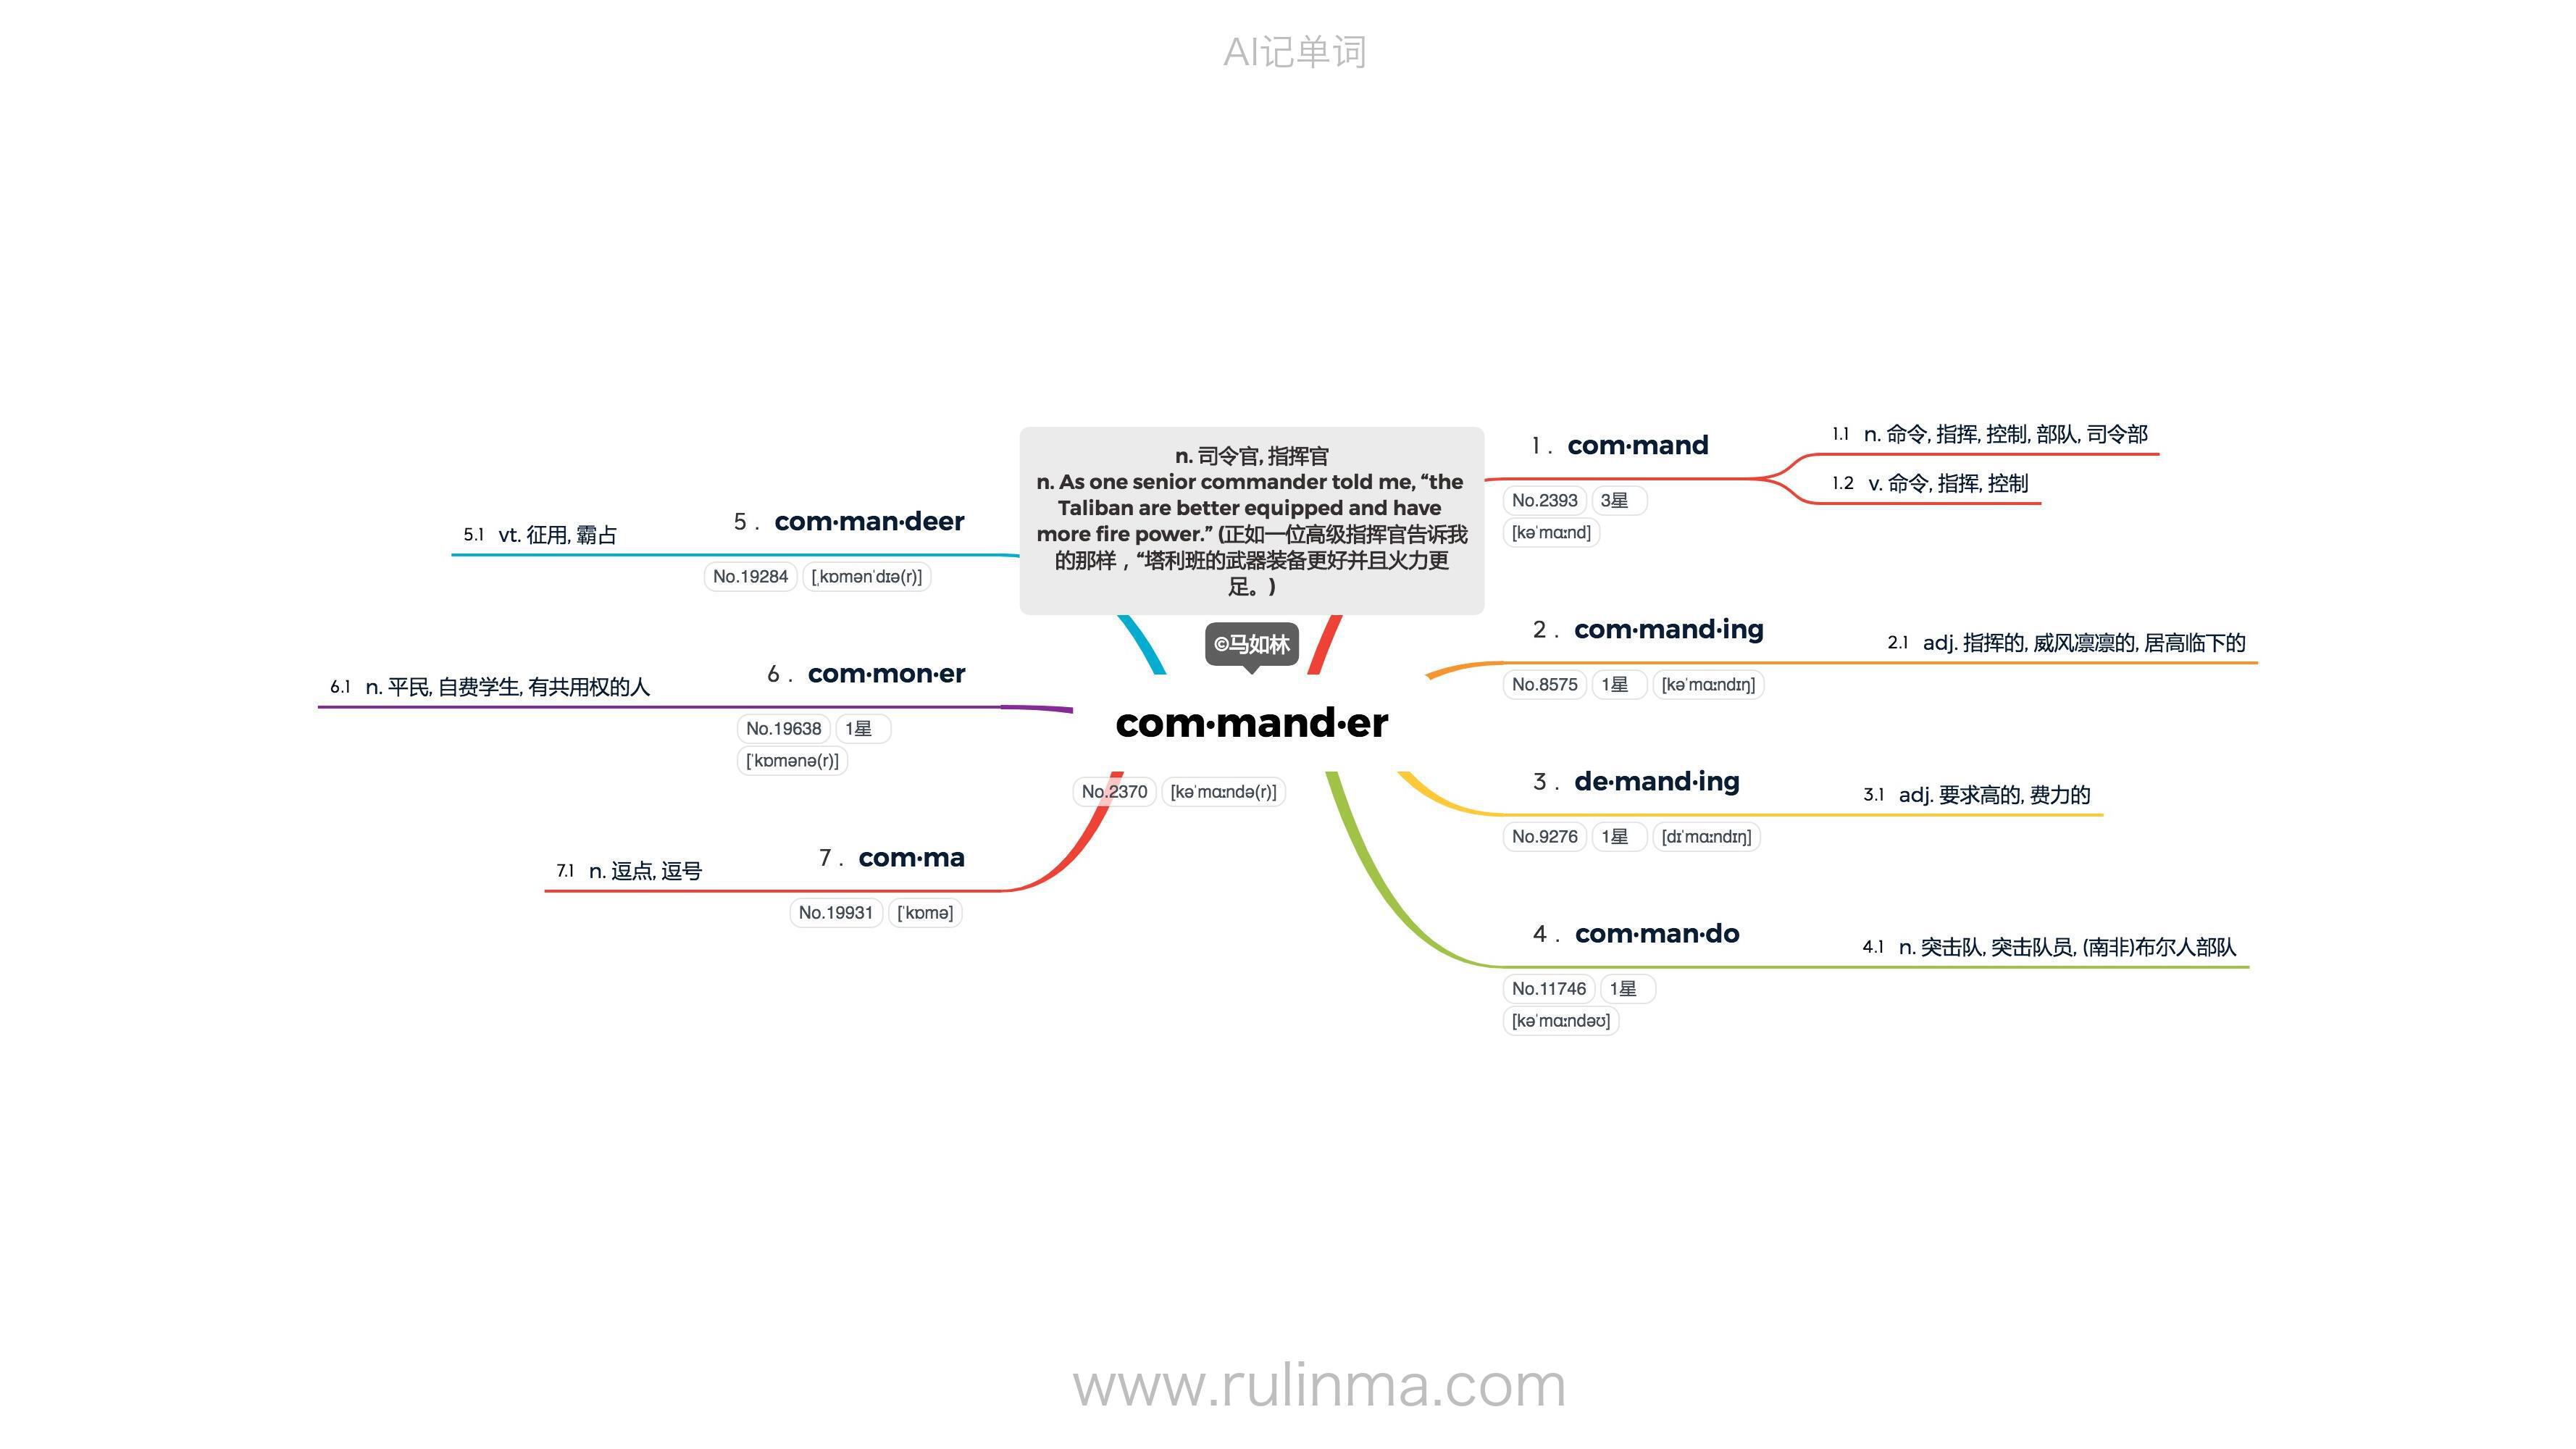 AI记单词
n. 司令官, 指挥官
n. As one senior commander told me, “the
Taliban are better equipped and have
more fire power.” (正如一位高级指挥官告诉我
的那样，“塔利班的武器装备更好并且火力更
足。)
©马如林
com·mand·er
No.2370 [kəˈmɑːndə(r)]
1 . com·mand
No.2393 3星
[kəˈmɑːnd]
1.1 n. 命令, 指挥, 控制, 部队, 司令部
1.2 v. 命令, 指挥, 控制
2 . com·mand·ing
No.8575 1星 [kəˈmɑːndɪŋ]
2.1 adj. 指挥的, 威风凛凛的, 居高临下的
3 . de·mand·ing
No.9276 1星 [dɪˈmɑːndɪŋ]
3.1 adj. 要求高的, 费力的
4 . com·man·do
No.11746 1星
[kəˈmɑːndəʊ]
4.1 n. 突击队, 突击队员, (南非)布尔人部队
5 . com·man·deer
No.19284 [ˌkɒmənˈdɪə(r)]
5.1 vt. 征用, 霸占
6 . com·mon·er
No.19638 1星
[ˈkɒmənə(r)]
6.1 n. 平民, 自费学生, 有共用权的人
7 . com·ma
No.19931 [ˈkɒmə]
7.1 n. 逗点, 逗号
www.rulinma.com